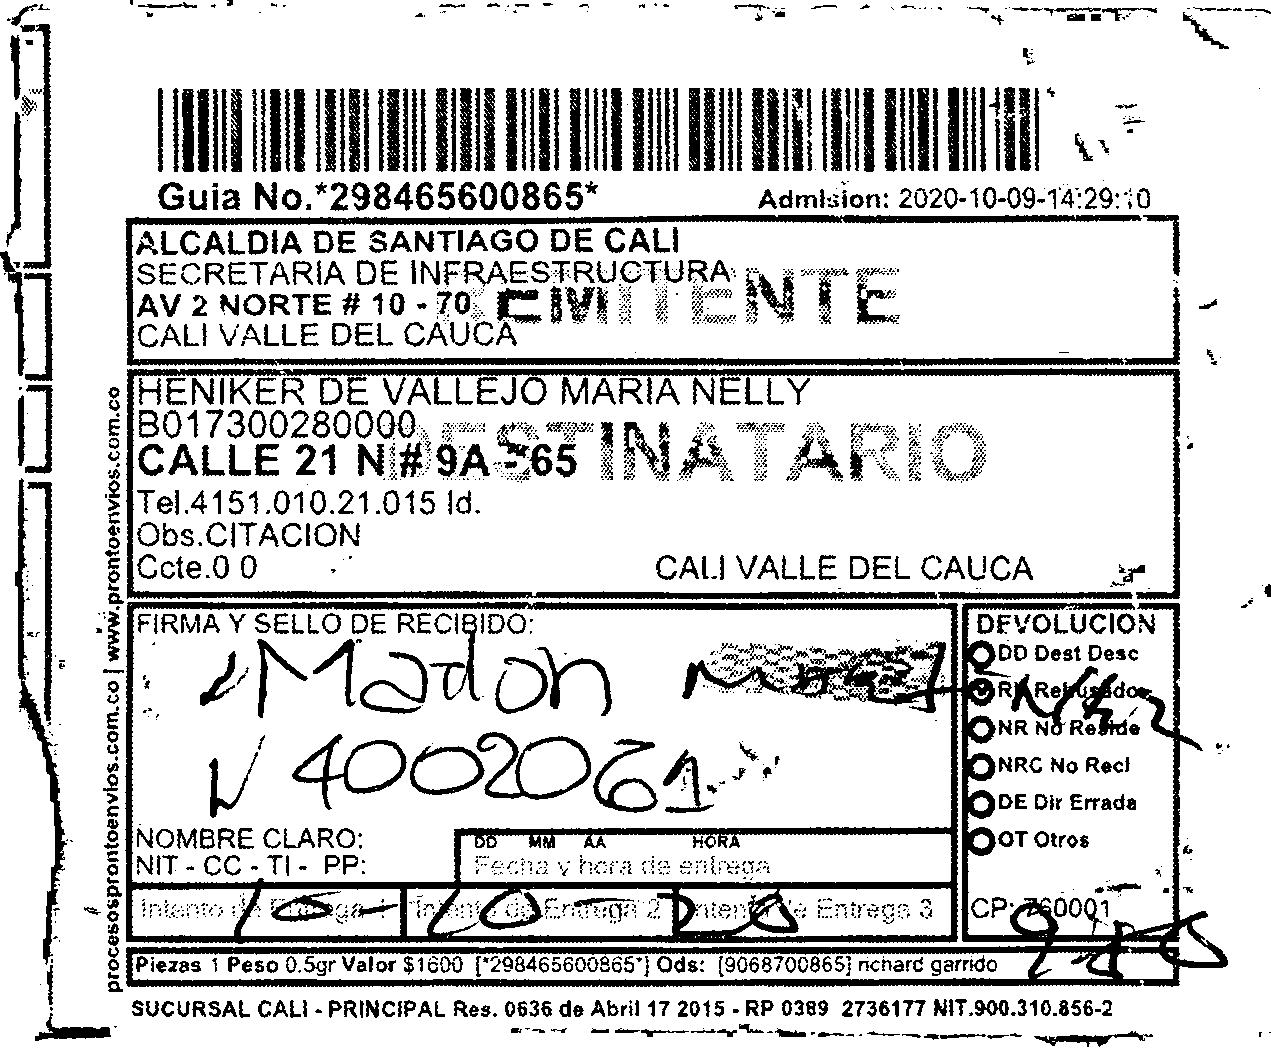 Guia No.*298465600865*
Admision: 2020-10-09-14:29:10
ALCALDIA DE SANTIAGO DE CALI
SECRETARIA DE INFRAESTRUCTURA
AV 2 NORTE # 10 - 70
CALI VALLE DEL CAUCA
REMITENTE
HENIKER DE VALLEJO MARIA NELLY
B017300280000
CALLE 21 N # 9A - 65
DESTINATARIO
Tel.4151.010.21.015 Id.
Obs.CITACION
Ccte.0 0
CALI VALLE DEL CAUCA
procesosprontoenvios.com.co | www.prontoenvios.com.co
FIRMA Y SELLO DE RECIBIDO:
Madon
4002061
NOMBRE CLARO:
NIT - CC - TI - PP:
DD MM AA HORA
Fecha y hora de entrega
Intento de Entrega 1
Intento de Entrega 2
Intento de Entrega 3
10-10-20
DEVOLUCION
DD Dest Desc
RH Rehusado
NR No Reside
NRC No Recl
DE Dir Errada
OT Otros
CP: 760001
Piezas 1 Peso 0.5gr Valor $1600 [*298465600865*] Ods: [9068700865] richard garrido
SUCURSAL CALI - PRINCIPAL Res. 0636 de Abril 17 2015 - RP 0389 2736177 NIT.900.310.856-2